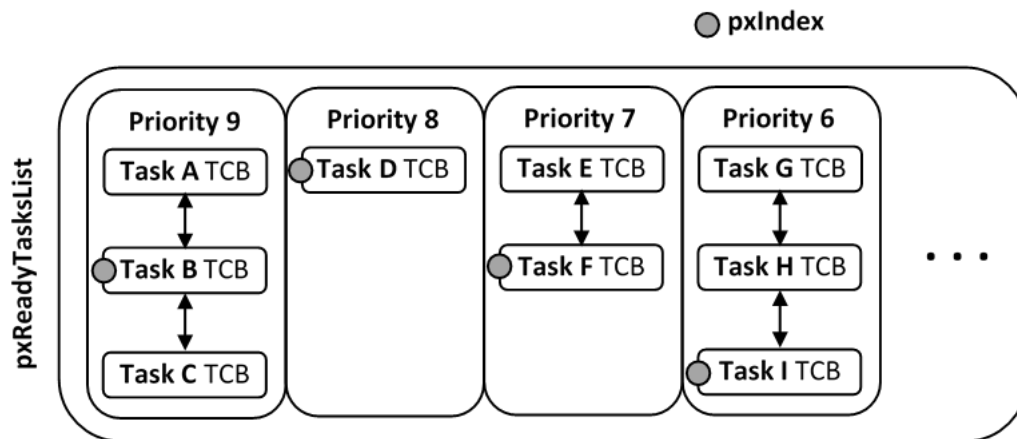 pxIndex
pxReadyTasksList
Priority 9
Task A TCB
Task B TCB
Task C TCB
Priority 8
Task D TCB
Priority 7
Task E TCB
Task F TCB
Priority 6
Task G TCB
Task H TCB
Task I TCB
. . .